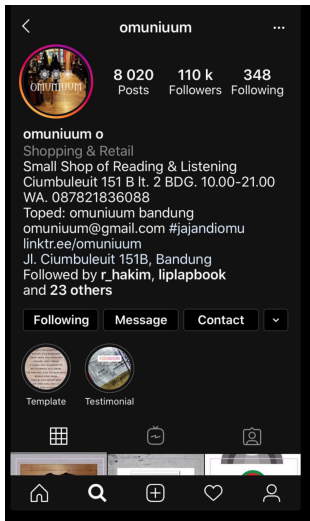 omuniuum
OMUNIUUM
8 020 110 k 348
Posts Followers Following
omuniuum o
Shopping & Retail
Small Shop of Reading & Listening
Ciumbuleuit 151 B lt. 2 BDG. 10.00-21.00
WA. 087821836088
Toped: omuniuum bandung
omuniuum@gmail.com #jajandiomu
linktr.ee/omuniuum
Jl. Ciumbuleuit 151B, Bandung
Followed by r_hakim, liplapbook
and 23 others
Following Message Contact
Template Testimonial